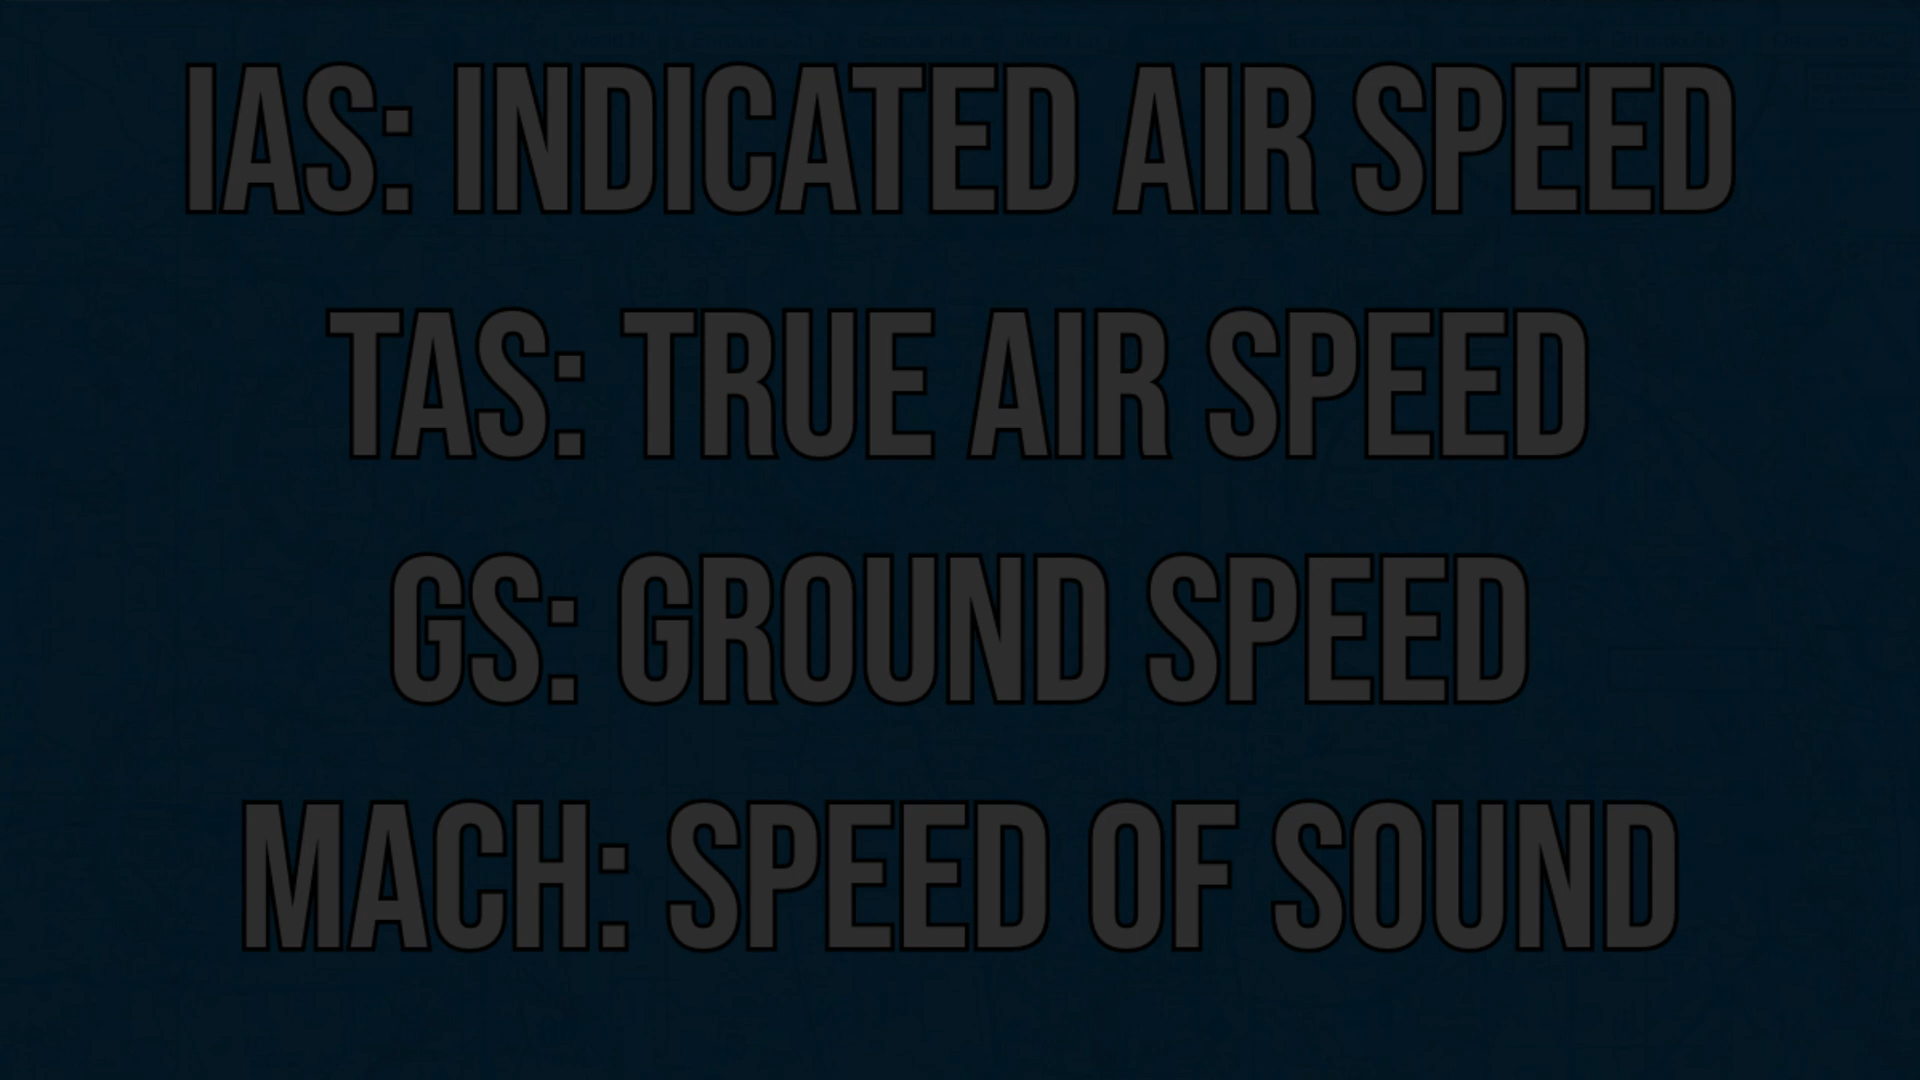 IAS: INDICATED AIR SPEED
TAS: TRUE AIR SPEED
GS: GROUND SPEED
MACH: SPEED OF SOUND